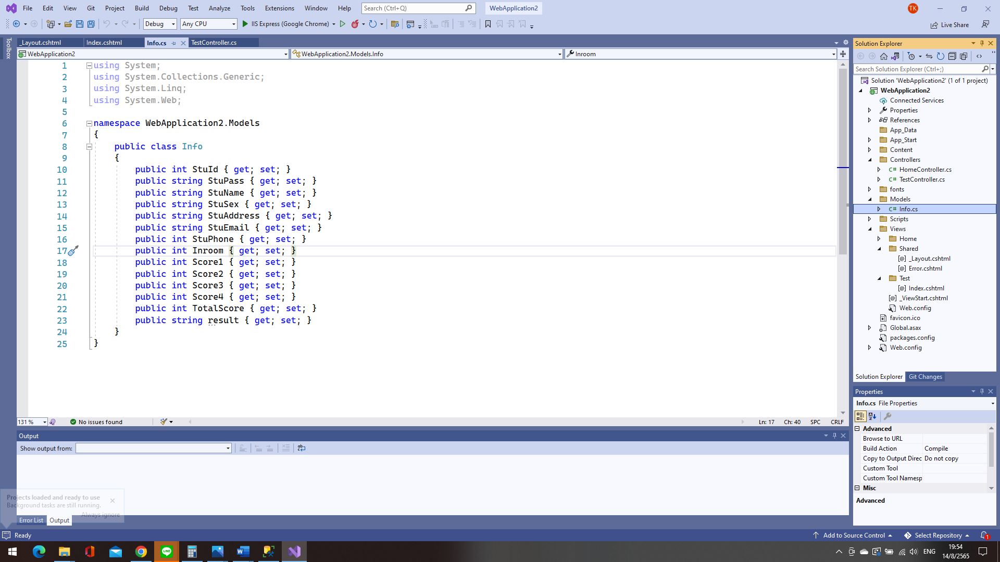 File Edit View Git Project Build Debug Test Analyze Tools Extensions Window Help Search (Ctrl+Q) WebApplication2 TK
Debug Any CPU IIS Express (Google Chrome) Live Share
Toolbox
_Layout.cshtml Index.cshtml Info.cs TestController.cs
WebApplication2 WebApplication2.Models.Info Inroom
1 using System;
2 using System.Collections.Generic;
3 using System.Linq;
4 using System.Web;
5
6 namespace WebApplication2.Models
7 {
8 public class Info
9 {
10 public int StuId { get; set; }
11 public string StuPass { get; set; }
12 public string StuName { get; set; }
13 public string StuSex { get; set; }
14 public string StuAddress { get; set; }
15 public string StuEmail { get; set; }
16 public int StuPhone { get; set; }
17 public int Inroom { get; set; }
18 public int Score1 { get; set; }
19 public int Score2 { get; set; }
20 public int Score3 { get; set; }
21 public int Score4 { get; set; }
22 public int TotalScore { get; set; }
23 public string result { get; set; }
24 }
25 }
131 % No issues found Ln: 17 Ch: 40 SPC CRLF
Output
Show output from:
Projects loaded and ready to use
Background tasks are still running.
Always ignore
Error List Output
Solution Explorer
Search Solution Explorer (Ctrl+;)
Solution 'WebApplication2' (1 of 1 project)
WebApplication2
Connected Services
Properties
References
App_Data
App_Start
Content
Controllers
C# HomeController.cs
C# TestController.cs
fonts
Models
C# Info.cs
Scripts
Views
Home
Shared
[@] _Layout.cshtml
[@] Error.cshtml
Test
[@] Index.cshtml
[@] _ViewStart.cshtml
Web.config
favicon.ico
Global.asax
packages.config
Web.config
Solution Explorer Git Changes
Properties
Info.cs File Properties
Advanced
Browse to URL
Build Action Compile
Copy to Output Direc Do not copy
Custom Tool
Custom Tool Namesp
Misc
Advanced
Ready Add to Source Control Select Repository 1
LINE ENG 19:54
14/8/2565